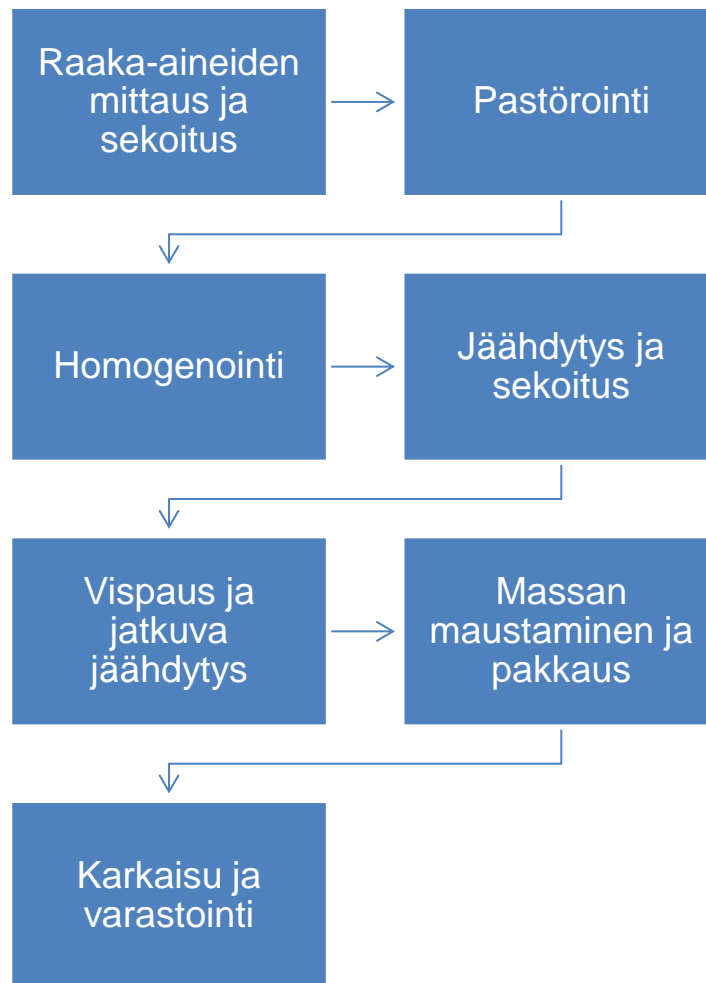 Raaka-aineiden
mittaus ja
sekoitus
Pastörointi
Homogenointi
Jäähdytys ja
sekoitus
Vispaus ja
jatkuva
jäähdytys
Massan
maustaminen ja
pakkaus
Karkaisu ja
varastointi